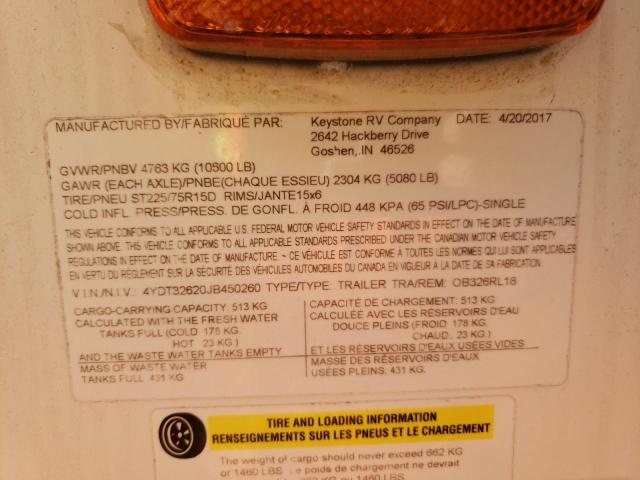 MANUFACTURED BY/FABRIQUÉ PAR: Keystone RV Company DATE: 4/20/2017
2642 Hackberry Drive
Goshen, IN 46526
GVWR/PNBV 4763 KG (10500 LB)
GAWR (EACH AXLE)/PNBE(CHAQUE ESSIEU) 2304 KG (5080 LB)
TIRE/PNEU ST225/75R15D RIMS/JANTE15x6
COLD INFL. PRESS/PRESS. DE GONFL. À FROID 448 KPA (65 PSI/LPC)-SINGLE
THIS VEHICLE CONFORMS TO ALL APPLICABLE U.S. FEDERAL MOTOR VEHICLE SAFETY STANDARDS IN EFFECT ON THE DATE OF MANUFACTURE
SHOWN ABOVE. THIS VEHICLE CONFORMS TO ALL APPLICABLE STANDARDS PRESCRIBED UNDER THE CANADIAN MOTOR VEHICLE SAFETY
REGULATIONS IN EFFECT ON THE DATE OF MANUFACTURE ~ CE VÉHICULE EST CONFORME À TOUTES LES NORMES QUI LUI SONT APPLICABLES
EN VERTU DU RÈGLEMENT SUR LA SÉCURITÉ DES VÉHICULES AUTOMOBILES DU CANADA EN VIGUEUR À LA DATE DE SA FABRICATION.
V.I.N./N.I.V.: 4YDT32620JB450260 TYPE/TYPE: TRAILER TRA/REM: OB326RL18
CARGO-CARRYING CAPACITY: 513 KG
CALCULATED WITH THE FRESH WATER
TANKS FULL (COLD 178 KG
HOT 23 KG)
AND THE WASTE WATER TANKS EMPTY
MASS OF WASTE WATER
TANKS FULL 431 KG
CAPACITÉ DE CHARGEMENT: 513 KG
CALCULÉE AVEC LES RÉSERVOIRS D'EAU
DOUCE PLEINS (FROID: 178 KG.
CHAUD, 23 KG.)
ET LES RÉSERVOIRS D'EAUX USÉES VIDES
MASSE DES RÉSERVOIRS D'EAUX
USÉES PLEINS: 431 KG.
TIRE AND LOADING INFORMATION
RENSEIGNEMENTS SUR LES PNEUS ET LE CHARGEMENT
The weight of cargo should never exceed 662 KG
or 1460 LBS. Le poids de chargement ne devrait
KG ou 1460 LBS